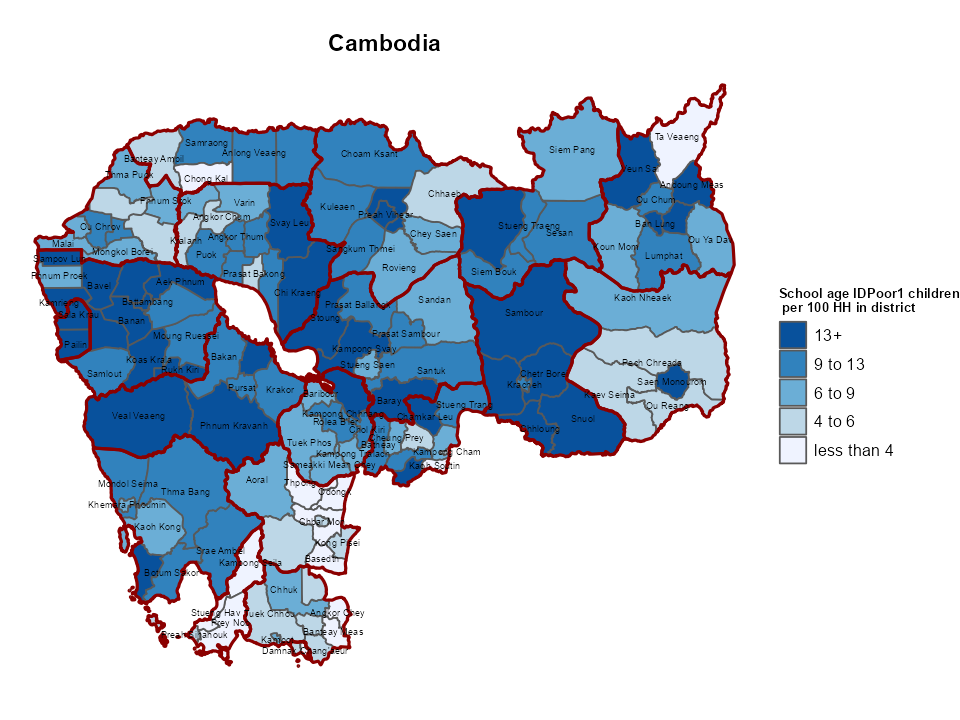 Cambodia
Ta Veaeng
Samraong
Anlong Veaeng
Siem Pang
Choam Ksant
Banteay Ampil
Thma Puok
Chong Kal
Andoung Meas
Chhaeb
Phnum Srok
Varin
Kuleaen
Preah Vihear
Ou Chum
Angkor Chum
Svay Leu
Ou Chrov
Stueng Traeng
Ban Lung
Sesan
Chey Saen
Angkor Thum
Kralanh
Malai
Mongkol Borei
Sangkum Thmei
Koun Mom
Ou Ya Dav
Puok
Lumphat
Sampov Lun
Rovieng
Siem Bouk
Phnum Proek
Prasat Bakong
Bavel
Aek Phnum
Chi Kraeng
Kaoh Nheaek
School age IDPoor1 children
per 100 HH in district
Kamrieng
Battambang
Prasat Ballangk
Sandan
Sambour
Sala Krau
Banan
Stoung
13+
Moung Ruessei
Prasat Sambour
Pailin
Kampong Svay
9 to 13
Koas Krala
Bakan
Stueng Saen
Pech Chreada
Rukh Kiri
Santuk
Samlout
Chetr Borei
Saen Monourom
Kracheh
Pursat
Krakor
6 to 9
Baribour
Kaev Seima
Baray
Stueng Trang
Ou Reang
Veal Veaeng
Kampong Chhnang
Chamkar Leu
Snuol
4 to 6
Rolea B'ier
Phnum Kravanh
Chol Kiri
Chhloung
Cheung Prey
Tuek Phos
Batheay
less than 4
Kampong Tralach
Kampong Cham
Sameakki Mean Chey
Kaoh Soutin
Aoral
Thpong
Mondol Seima
Thma Bang
Odongk
Khemara Phoumin
Chbar Mon
Kaoh Kong
Kong Pisei
Srae Ambel
Basedth
Kampong Seila
Botum Sakor
Chhuk
Stueng Hav
Tuek Chhou
Angkor Chey
Prey Nob
Preah Sihanouk
Banteay Meas
Kampot
Damnak Chang'aeur